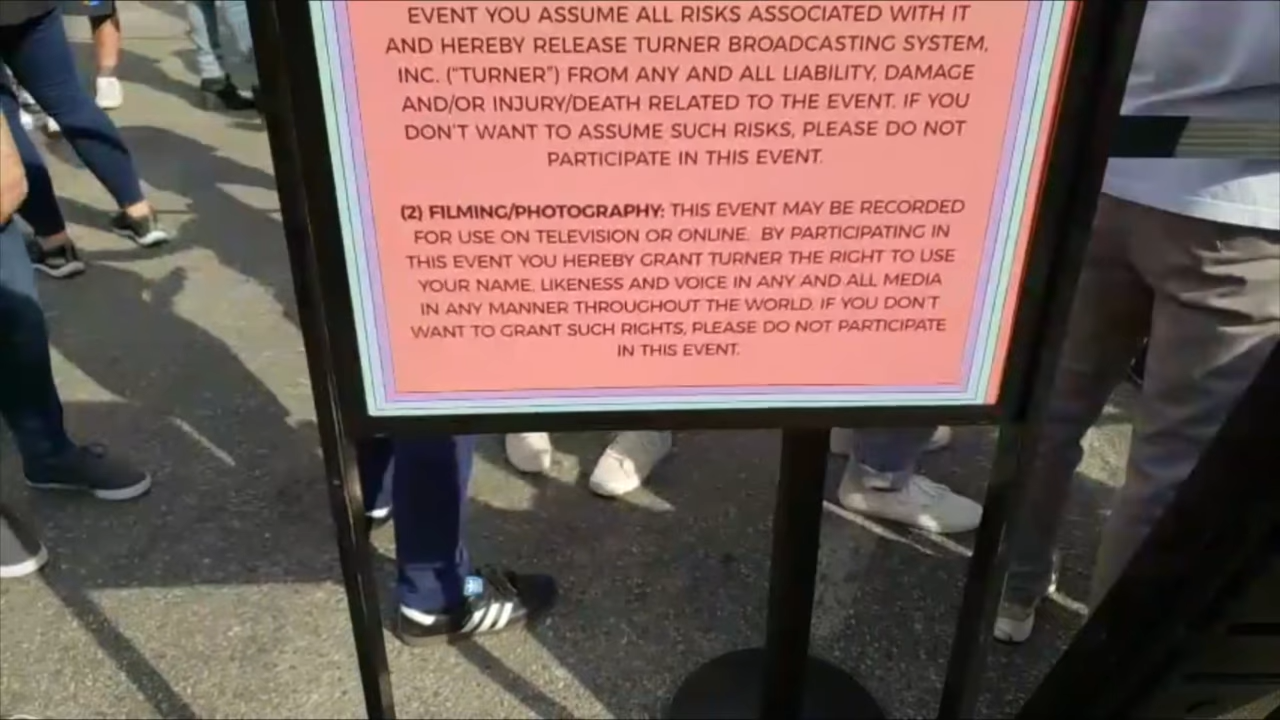 EVENT YOU ASSUME ALL RISKS ASSOCIATED WITH IT
AND HEREBY RELEASE TURNER BROADCASTING SYSTEM,
INC. ("TURNER") FROM ANY AND ALL LIABILITY, DAMAGE
AND/OR INJURY/DEATH RELATED TO THE EVENT. IF YOU
DON'T WANT TO ASSUME SUCH RISKS, PLEASE DO NOT
PARTICIPATE IN THIS EVENT.
(2) FILMING/PHOTOGRAPHY: THIS EVENT MAY BE RECORDED
FOR USE ON TELEVISION OR ONLINE. BY PARTICIPATING IN
THIS EVENT YOU HEREBY GRANT TURNER THE RIGHT TO USE
YOUR NAME, LIKENESS AND VOICE IN ANY AND ALL MEDIA
IN ANY MANNER THROUGHOUT THE WORLD. IF YOU DON'T
WANT TO GRANT SUCH RIGHTS, PLEASE DO NOT PARTICIPATE
IN THIS EVENT.